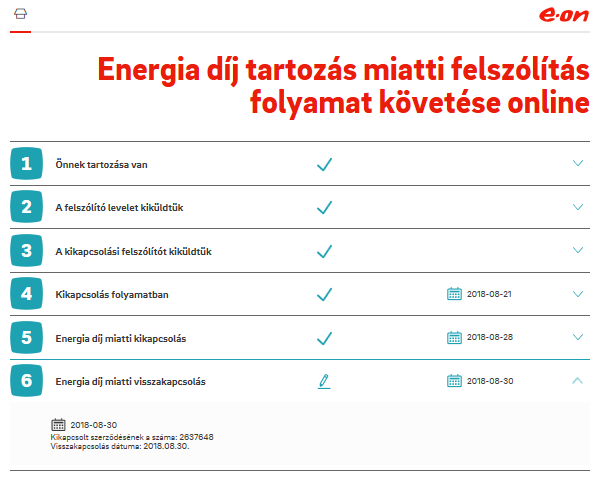 e·on
Energia díj tartozás miatti felszólítás
folyamat követése online
1 Önnek tartozása van
2 A felszólító levelet kiküldtük
3 A kikapcsolási felszólítót kiküldtük
4 Kikapcsolás folyamatban 2018-08-21
5 Energia díj miatti kikapcsolás 2018-08-28
6 Energia díj miatti visszakapcsolás 2018-08-30
2018-08-30
Kikapcsolt szerződésének a száma: 2637648
Visszakapcsolás dátuma: 2018.08.30.